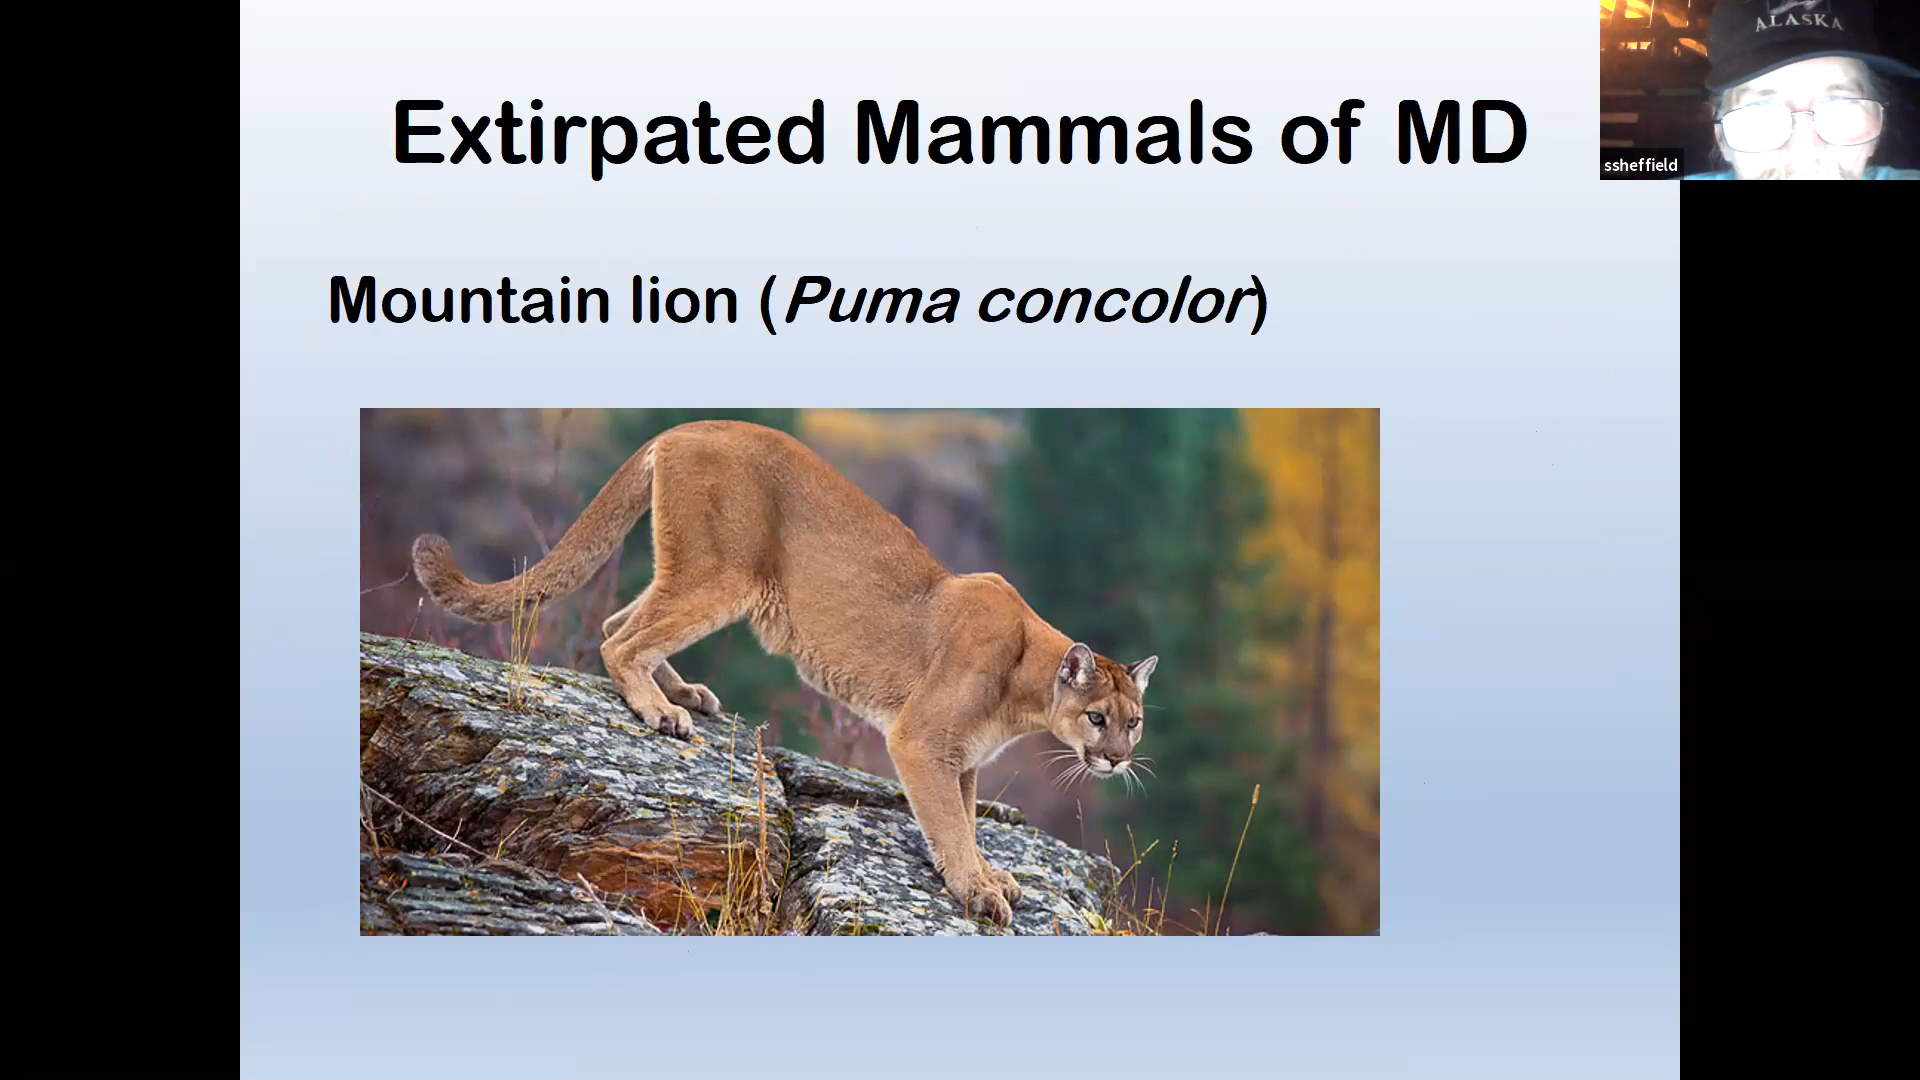 Extirpated Mammals of MD
Mountain lion (Puma concolor)
ALASKA
ssheffield